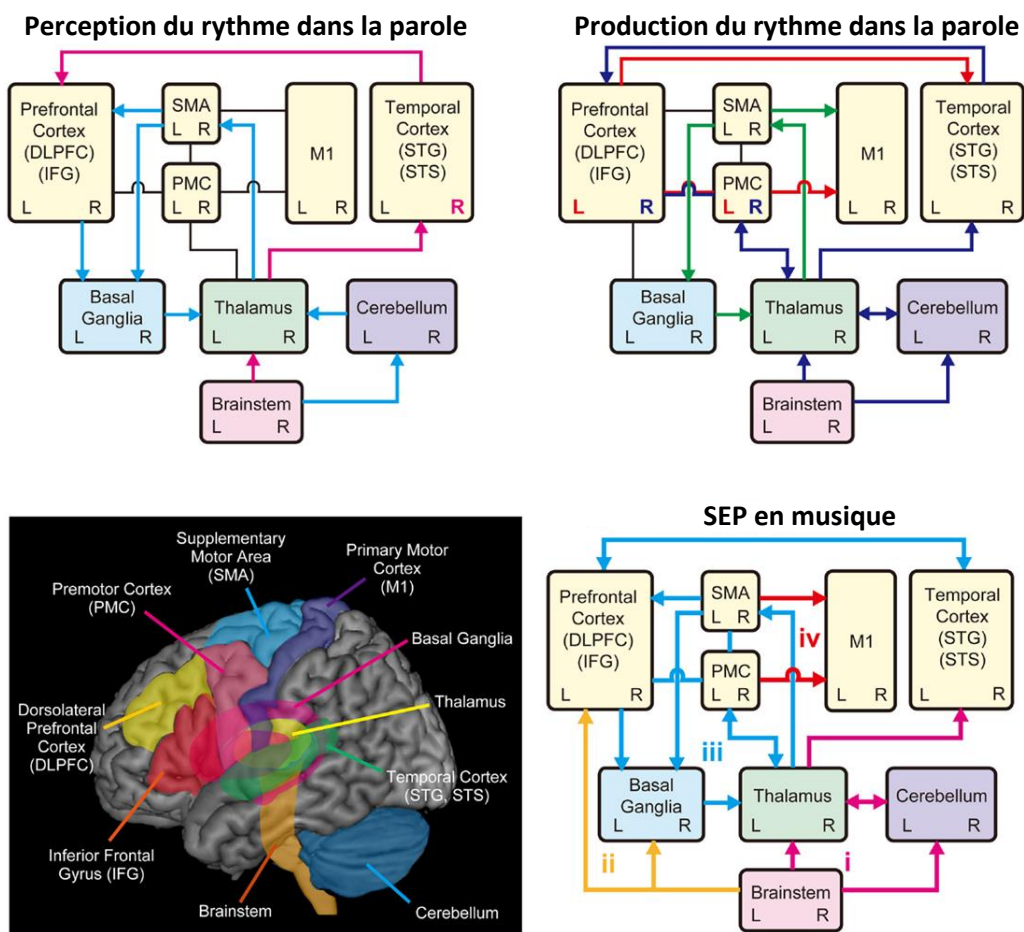 Perception du rythme dans la parole
Prefrontal
Cortex
(DLPFC)
(IFG)
L R
SMA
L R
PMC
L R
M1
L R
Temporal
Cortex
(STG)
(STS)
L R
Basal
Ganglia
L R
Thalamus
L R
Cerebellum
L R
Brainstem
L R
Production du rythme dans la parole
Prefrontal
Cortex
(DLPFC)
(IFG)
L R
SMA
L R
PMC
L R
M1
L R
Temporal
Cortex
(STG)
(STS)
L R
Basal
Ganglia
L R
Thalamus
L R
Cerebellum
L R
Brainstem
L R
Supplementary
Motor Area
(SMA)
Primary Motor
Cortex
(M1)
Premotor Cortex
(PMC)
Basal Ganglia
Thalamus
Dorsolateral
Prefrontal
Cortex
(DLPFC)
Temporal Cortex
(STG, STS)
Inferior Frontal
Gyrus (IFG)
Brainstem
Cerebellum
SEP en musique
Prefrontal
Cortex
(DLPFC)
(IFG)
L R
SMA
L R
PMC
L R
iv
M1
L R
Temporal
Cortex
(STG)
(STS)
L R
iii
Basal
Ganglia
L R
Thalamus
L R
Cerebellum
L R
ii
i
Brainstem
L R